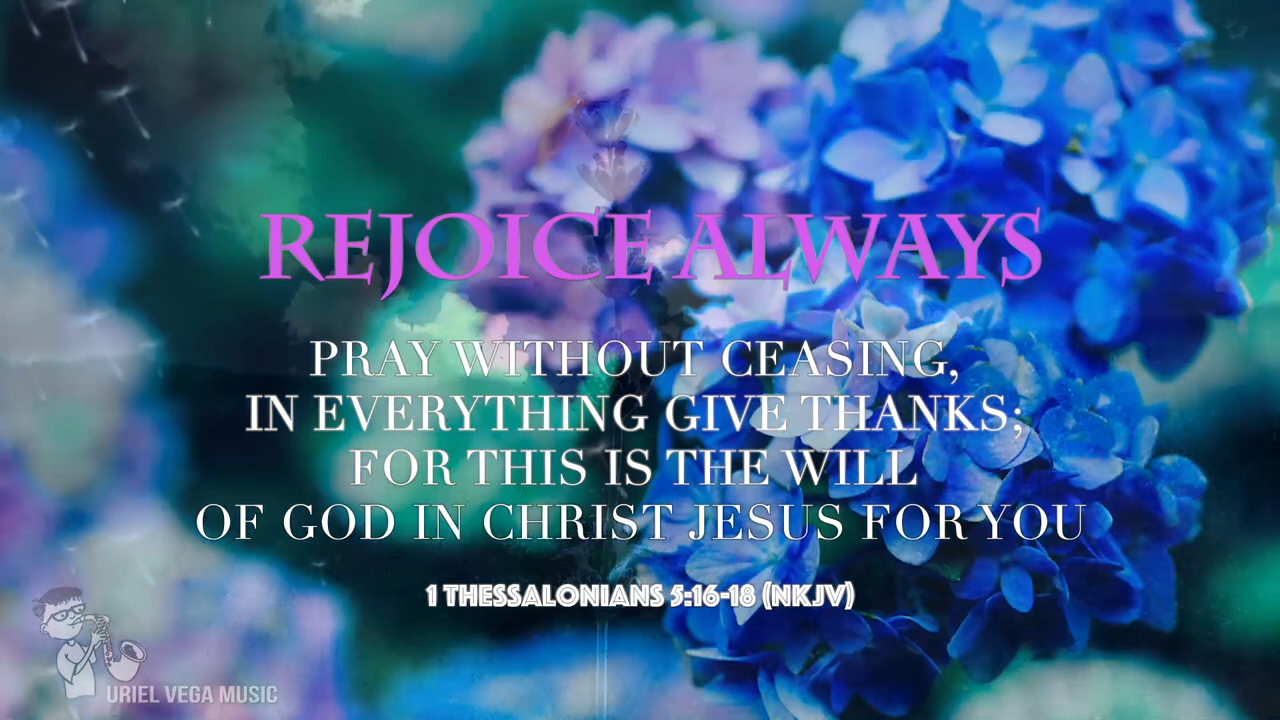 REJOICE ALWAYS
PRAY WITHOUT CEASING,
IN EVERYTHING GIVE THANKS;
FOR THIS IS THE WILL
OF GOD IN CHRIST JESUS FOR YOU
1 THESSALONIANS 5:16-18 (NKJV)
URIEL VEGA MUSIC